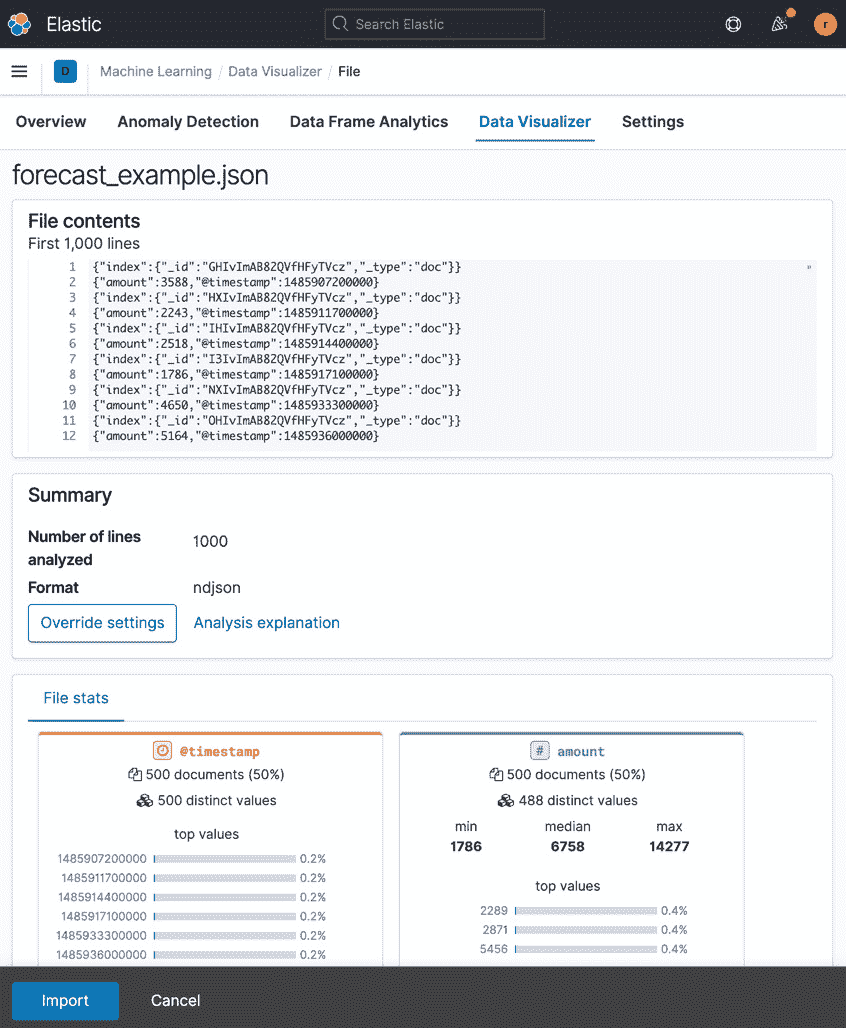 Elastic
Search Elastic
r
D
Machine Learning / Data Visualizer / File
Overview Anomaly Detection Data Frame Analytics Data Visualizer Settings
forecast_example.json
File contents
First 1,000 lines
1 {"index":{"_id":"GHIvImAB82QVfHFyTVcz","_type":"doc"}}
2 {"amount":3588,"@timestamp":1485907200000}
3 {"index":{"_id":"HXIvImAB82QVfHFyTVcz","_type":"doc"}}
4 {"amount":2243,"@timestamp":1485911700000}
5 {"index":{"_id":"IHIvImAB82QVfHFyTVcz","_type":"doc"}}
6 {"amount":2518,"@timestamp":1485914400000}
7 {"index":{"_id":"I3IvImAB82QVfHFyTVcz","_type":"doc"}}
8 {"amount":1786,"@timestamp":1485917100000}
9 {"index":{"_id":"NXIvImAB82QVfHFyTVcz","_type":"doc"}}
10 {"amount":4650,"@timestamp":1485933300000}
11 {"index":{"_id":"OHIvImAB82QVfHFyTVcz","_type":"doc"}}
12 {"amount":5164,"@timestamp":1485936000000}
Summary
Number of lines analyzed 1000
Format ndjson
Override settings Analysis explanation
File stats
@timestamp
500 documents (50%)
500 distinct values
top values
1485907200000 0.2%
1485911700000 0.2%
1485914400000 0.2%
1485917100000 0.2%
1485933300000 0.2%
1485936000000 0.2%
# amount
500 documents (50%)
488 distinct values
min median max
1786 6758 14277
top values
2289 0.4%
2871 0.4%
5456 0.4%
Import Cancel